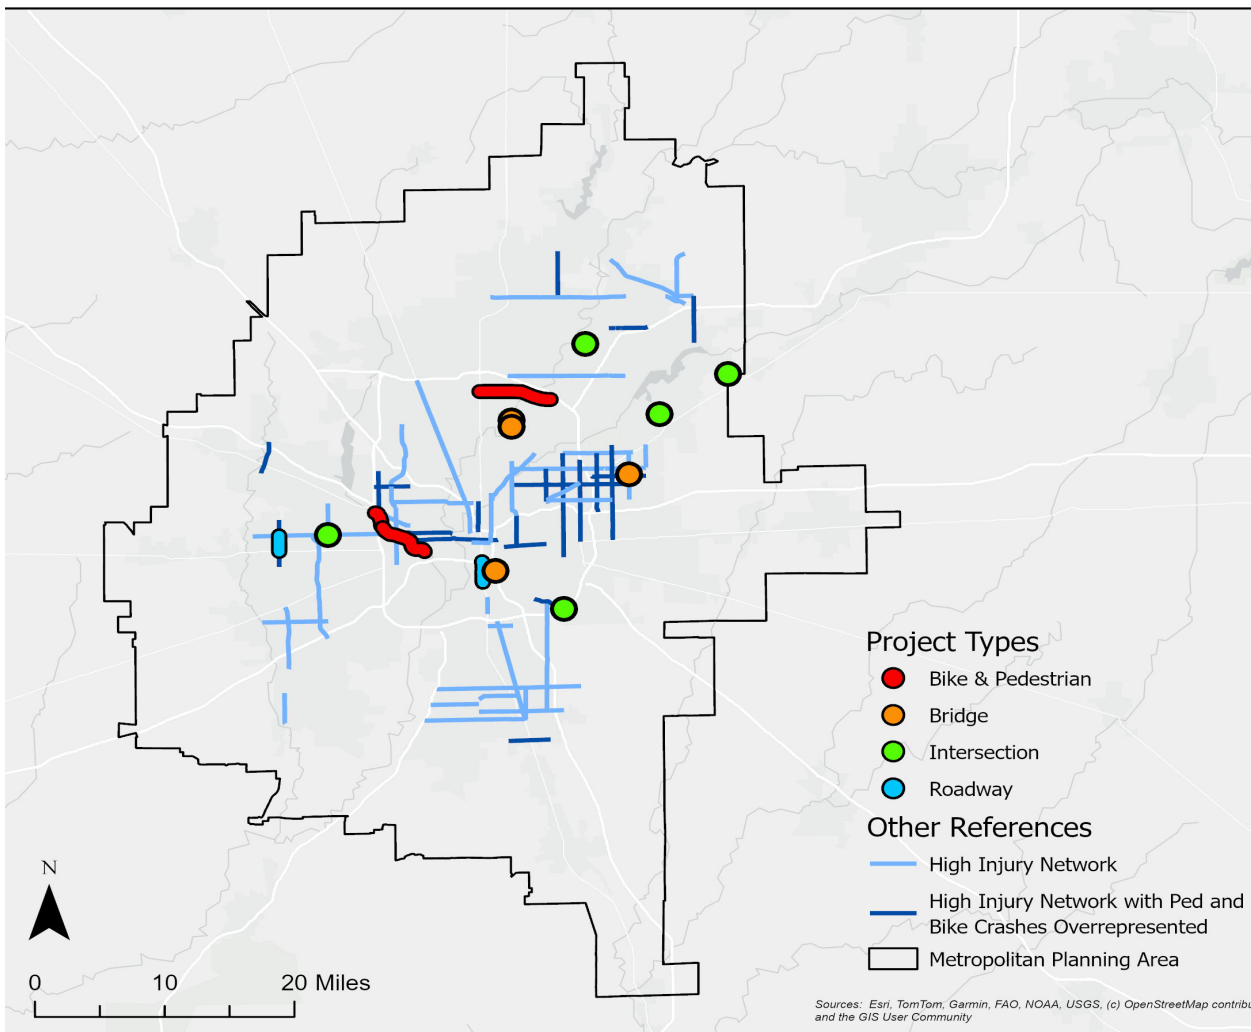 Project Types
Bike & Pedestrian
Bridge
Intersection
Roadway
Other References
High Injury Network
High Injury Network with Ped and
Bike Crashes Overrepresented
Metropolitan Planning Area
N
0 10 20 Miles
Sources: Esri, TomTom, Garmin, FAO, NOAA, USGS, (c) OpenStreetMap contribu
and the GIS User Community